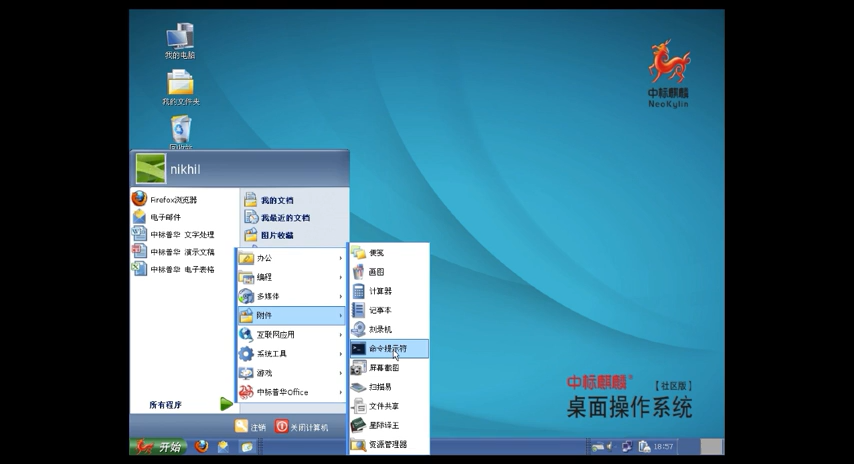 我的电脑
我的文件夹
回收站
中标麒麟
NeoKylin
nikhil
Firefox浏览器
电子邮件
中标普华 文字处理
中标普华 演示文稿
中标普华 电子表格
所有程序
我的文档
我最近的文档
图片收藏
办公
编程
多媒体
附件
互联网应用
系统工具
游戏
中标普华Office
便笺
画图
计算器
记事本
刻录机
命令提示符
屏幕截图
扫描易
文件共享
星际译王
资源管理器
注销
关闭计算机
中标麒麟®
【社区版】
桌面操作系统
开始
18:57